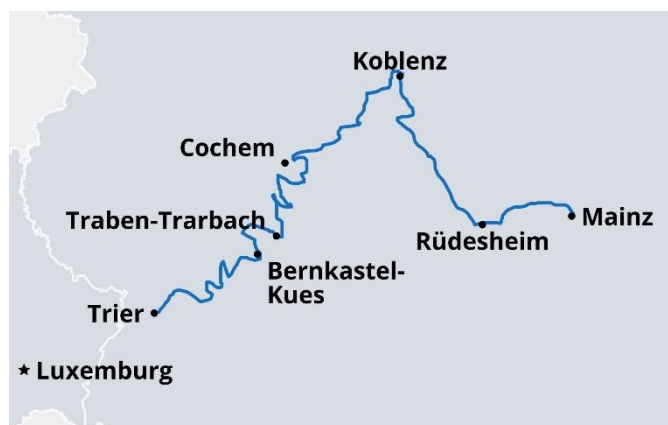 Koblenz
Cochem
Traben-Trarbach
Mainz
Rüdesheim
Bernkastel-
Kues
Trier
Luxemburg